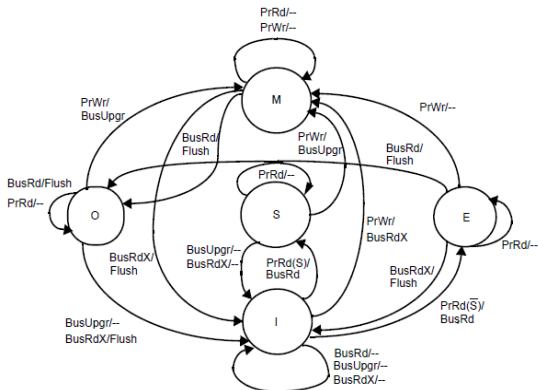 PrRd/--
PrWr/--
M
PrWr/
BusUpgr
BusRd/
Flush
PrWr/
BusUpgr
PrWr/--
BusRd/
Flush
BusRd/Flush
PrRd/--
O
PrRd/--
S
E
PrRd/--
PrWr/
BusRdX
BusRdX/
Flush
BusUpgr/--
BusRdX/--
PrRd(S)/
BusRd
BusRdX/
Flush
PrRd(S̅)/
BusRd
BusUpgr/--
BusRdX/Flush
I
BusRd/--
BusUpgr/--
BusRdX/--